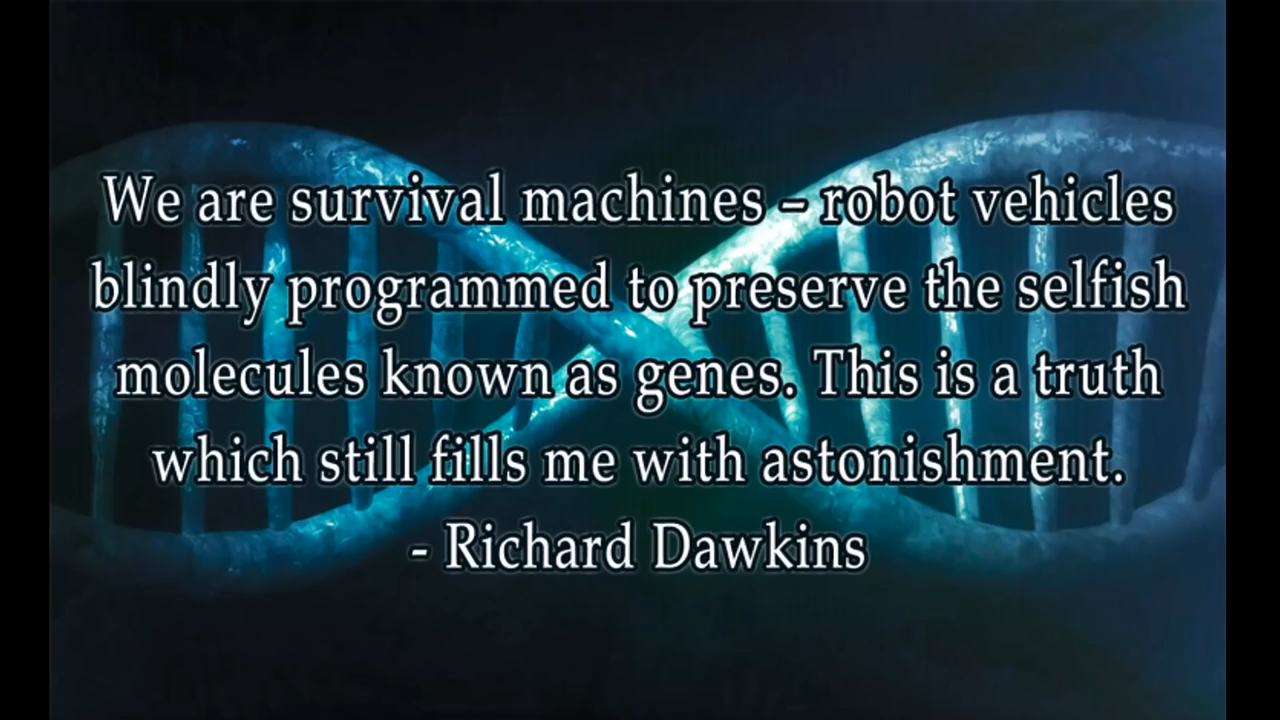 We are survival machines – robot vehicles
blindly programmed to preserve the selfish
molecules known as genes. This is a truth
which still fills me with astonishment.
- Richard Dawkins